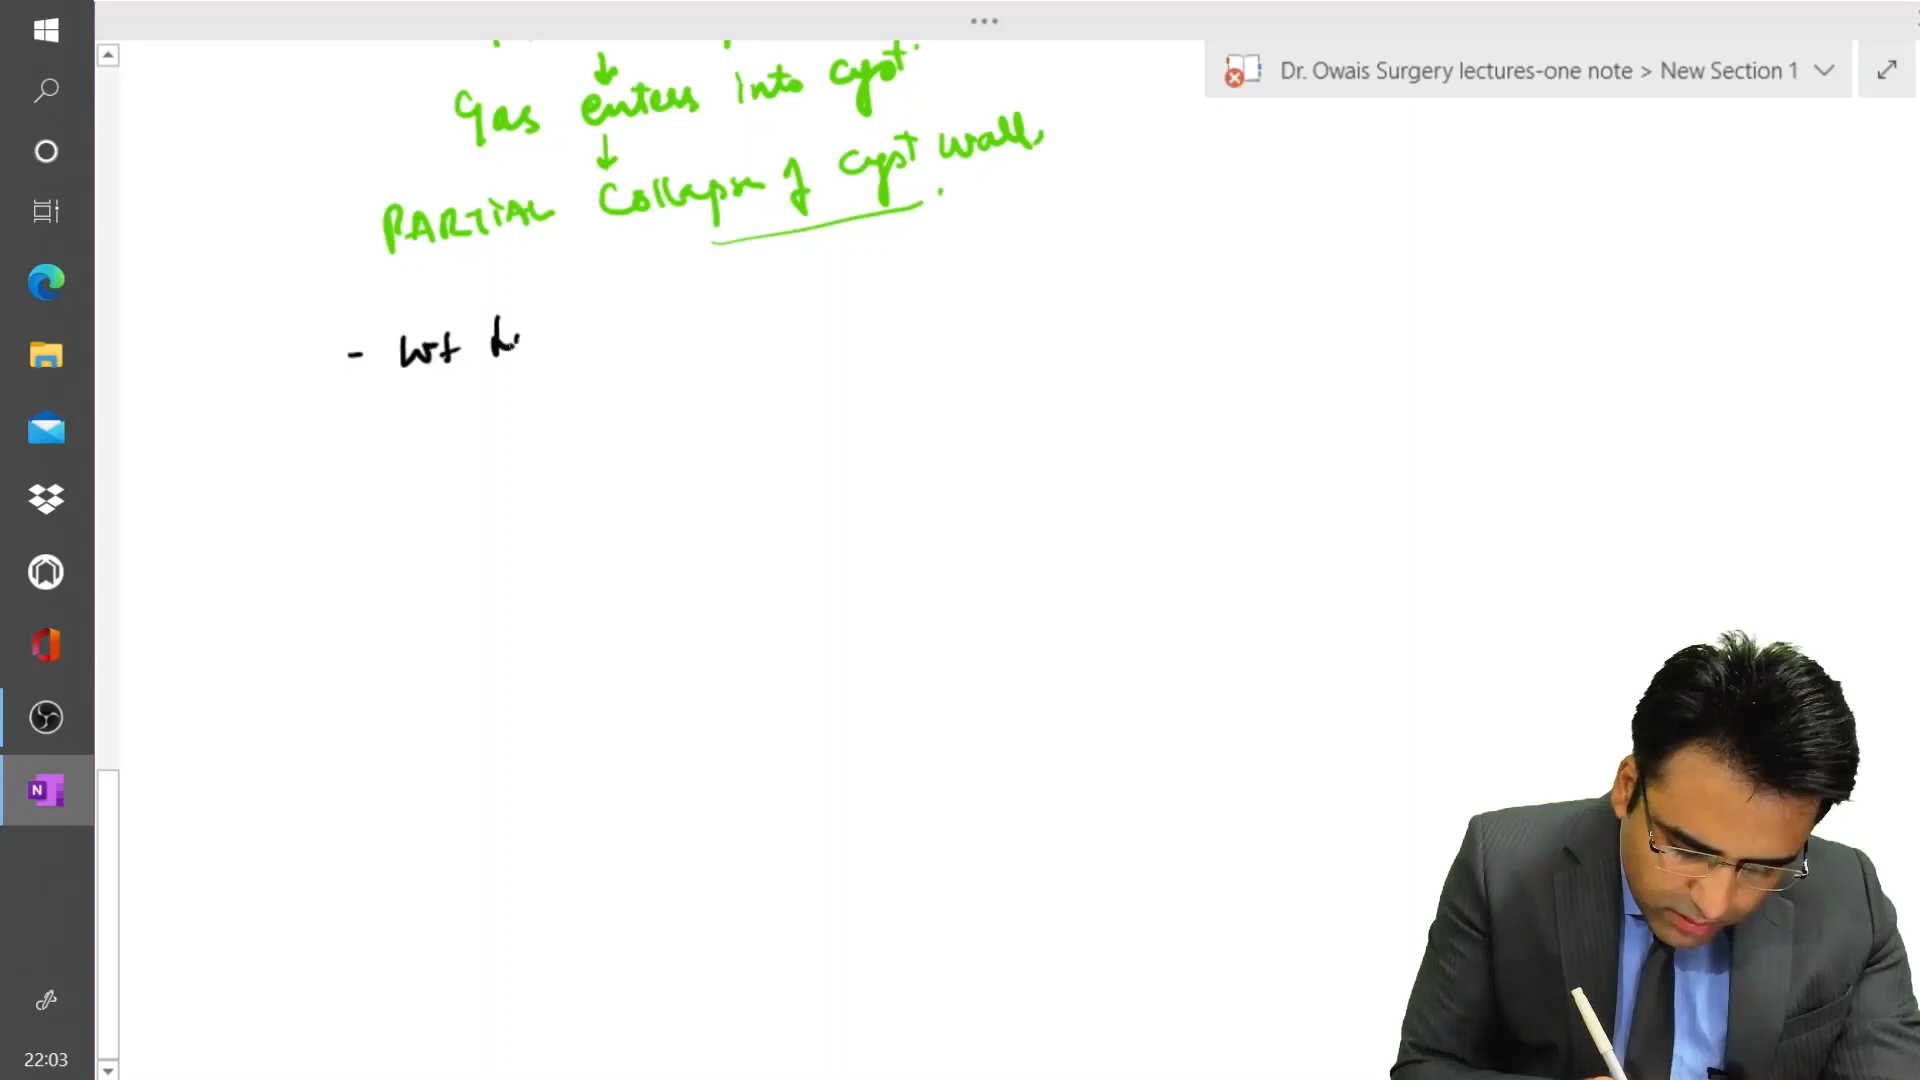 Dr. Owais Surgery lectures-one note > New Section 1
Gas enters into cyst.
↓
PARTIAL Collapse of cyst wall.
-
N
22:03